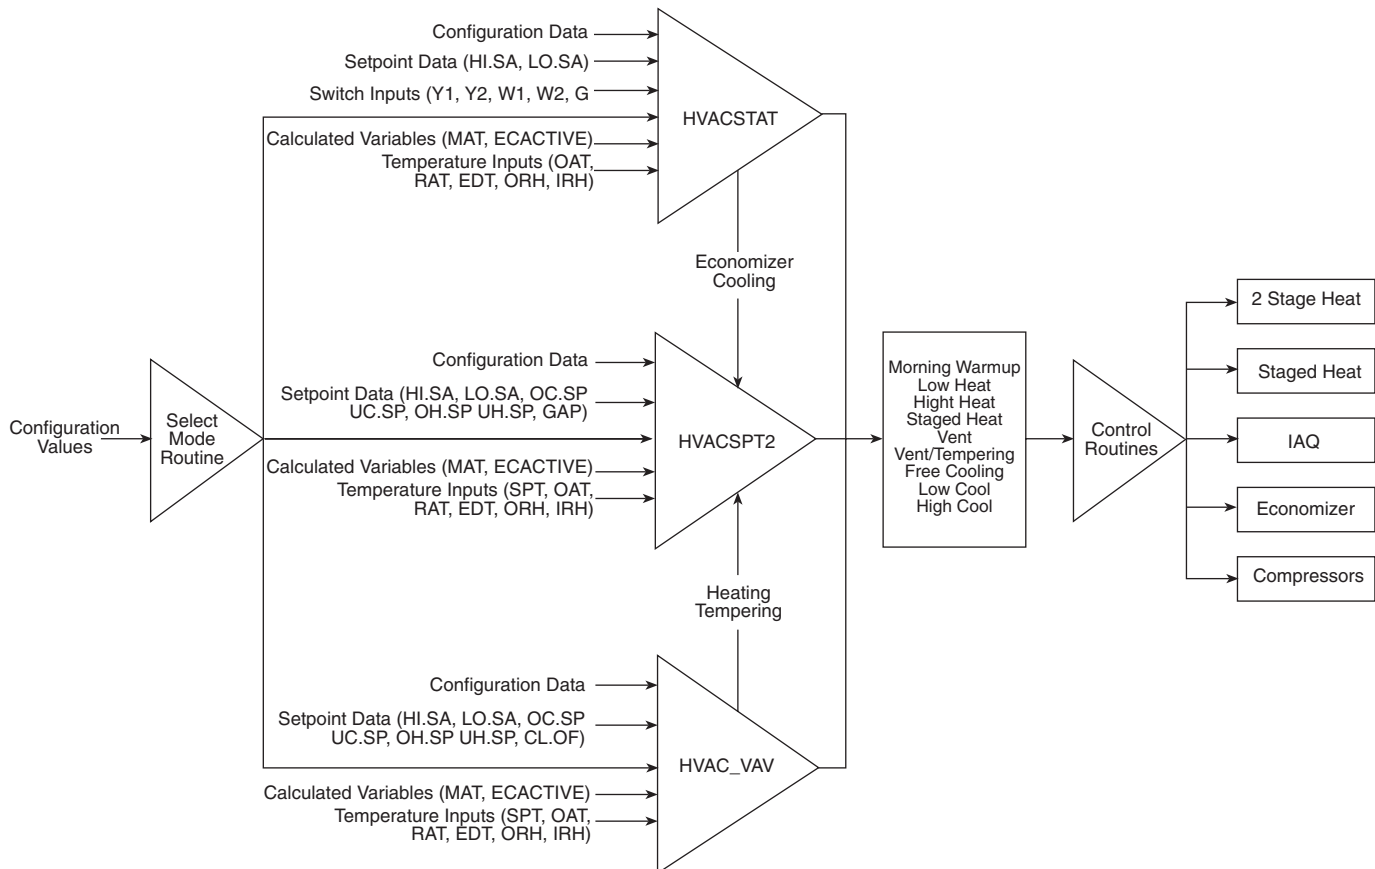 Configuration Data
Setpoint Data (HI.SA, LO.SA)
Switch Inputs (Y1, Y2, W1, W2, G
Calculated Variables (MAT, ECACTIVE)
Temperature Inputs (OAT,
RAT, EDT, ORH, IRH)
HVACSTAT
Economizer
Cooling
Configuration
Values
Select
Mode
Routine
Configuration Data
Setpoint Data (HI.SA, LO.SA, OC.SP
UC.SP, OH.SP UH.SP, GAP)
Calculated Variables (MAT, ECACTIVE)
Temperature Inputs (SPT, OAT,
RAT, EDT, ORH, IRH)
HVACSPT2
Heating
Tempering
Configuration Data
Setpoint Data (HI.SA, LO.SA, OC.SP
UC.SP, OH.SP UH.SP, CL.OF)
Calculated Variables (MAT, ECACTIVE)
Temperature Inputs (SPT, OAT,
RAT, EDT, ORH, IRH)
HVAC_VAV
Morning Warmup
Low Heat
Hight Heat
Staged Heat
Vent
Vent/Tempering
Free Cooling
Low Cool
High Cool
Control
Routines
2 Stage Heat
Staged Heat
IAQ
Economizer
Compressors